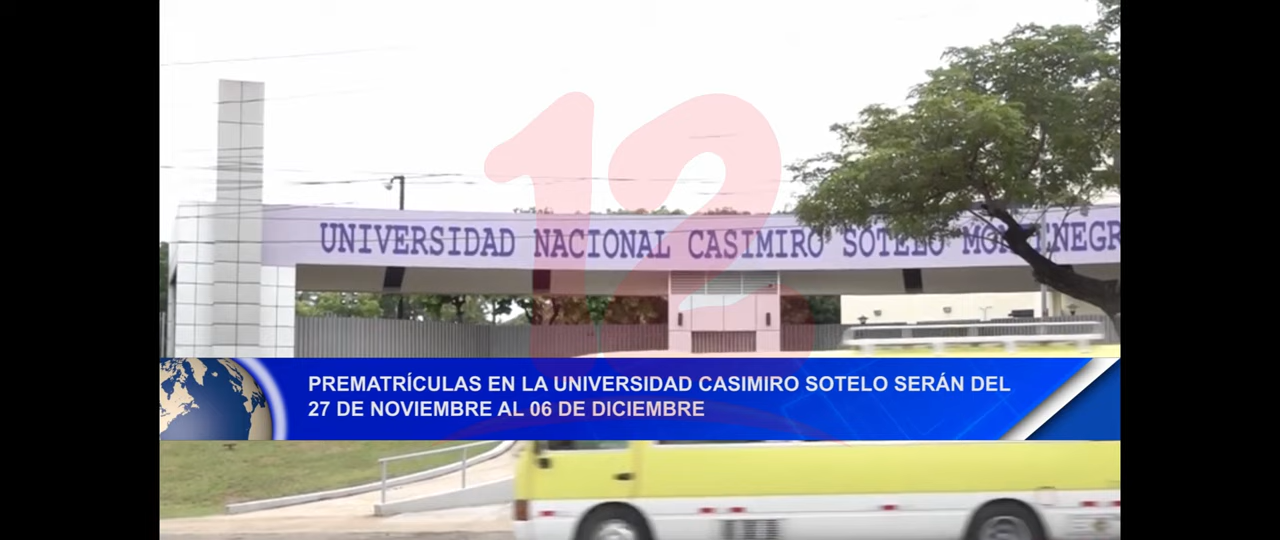 12
UNIVERSIDAD NACIONAL CASIMIRO SOTELO MONTENEGR
PREMATRÍCULAS EN LA UNIVERSIDAD CASIMIRO SOTELO SERÁN DEL
27 DE NOVIEMBRE AL 06 DE DICIEMBRE